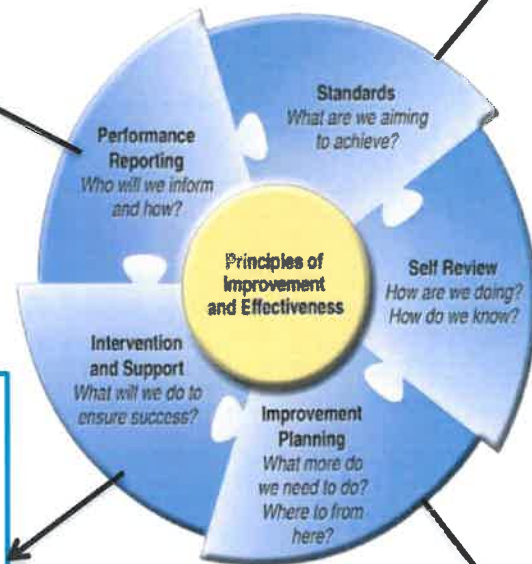 Standards
What are we aiming
to achieve?
Self Review
How are we doing?
How do we know?
Improvement
Planning
What more do
we need to do?
Where to from
here?
Intervention
and Support
What will we do to
ensure success?
Performance
Reporting
Who will we inform
and how?
Principles of
Improvement
and Effectiveness